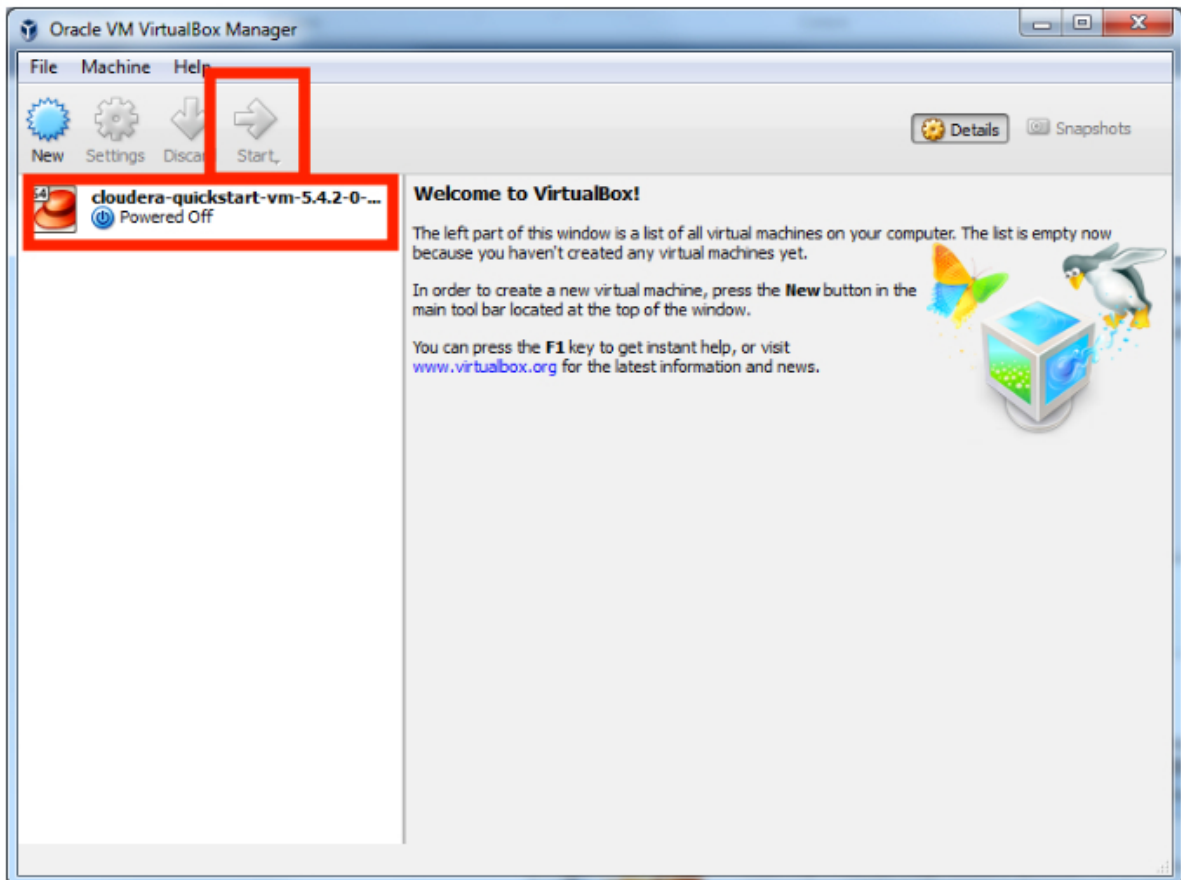 Oracle VM VirtualBox Manager
File Machine Help
New Settings Discard Start
Details Snapshots
64
cloudera-quickstart-vm-5.4.2-0-...
Powered Off
Welcome to VirtualBox!
The left part of this window is a list of all virtual machines on your computer. The list is empty now
because you haven't created any virtual machines yet.
In order to create a new virtual machine, press the New button in the
main tool bar located at the top of the window.
You can press the F1 key to get instant help, or visit
www.virtualbox.org for the latest information and news.